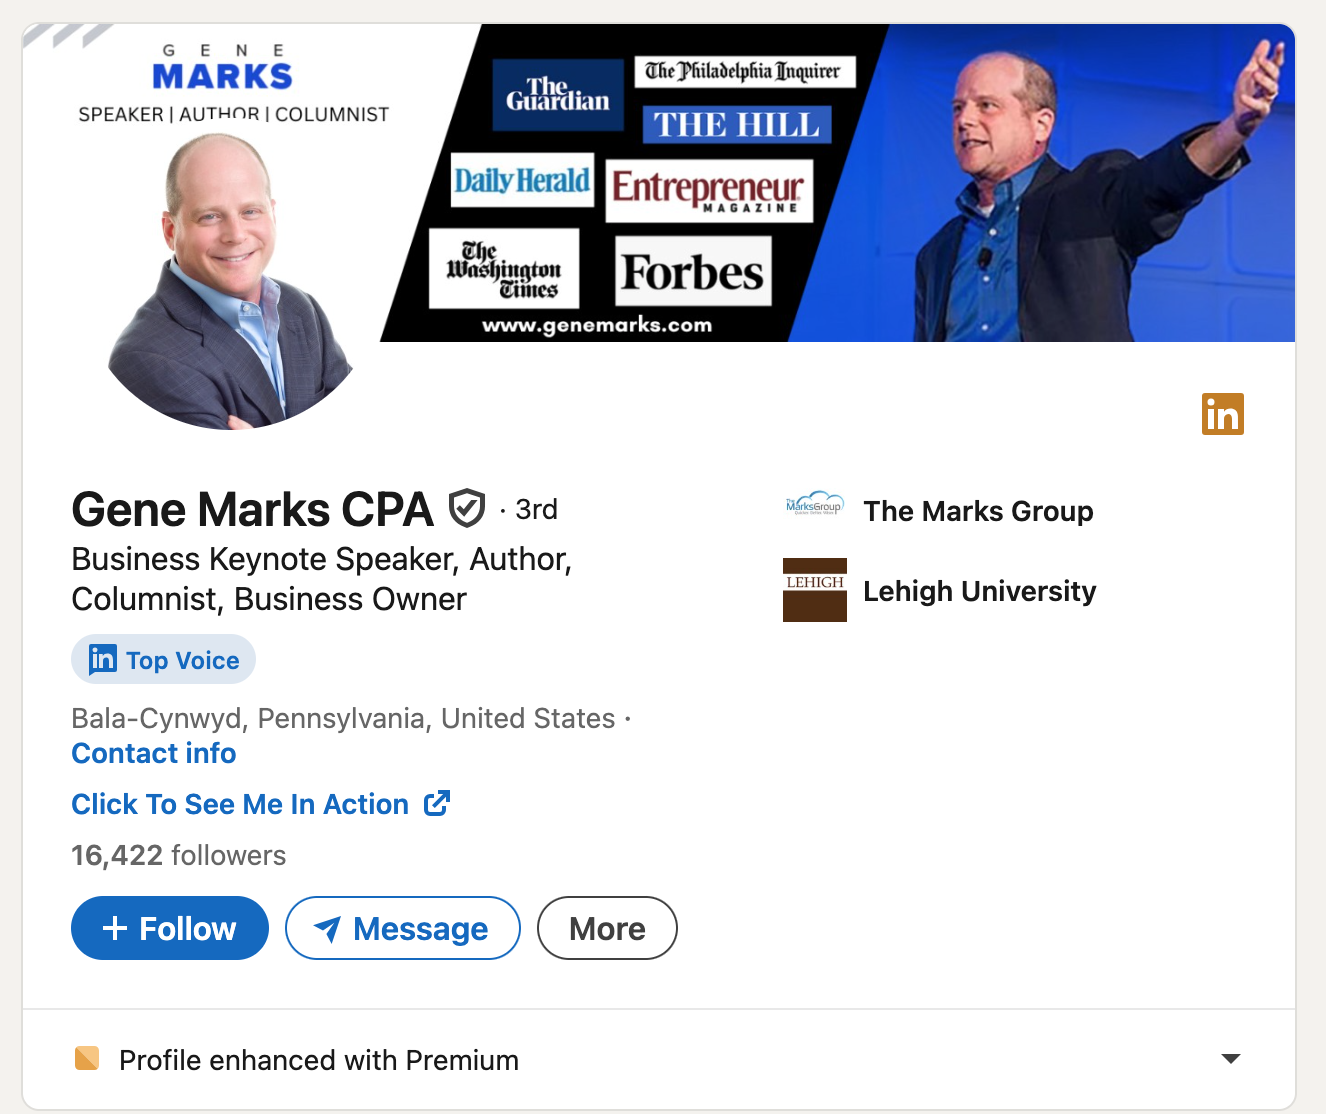 GENE
MARKS
SPEAKER | AUTHOR | COLUMNIST
The Guardian
The Philadelphia Inquirer
THE HILL
Daily Herald
Entrepreneur
MAGAZINE
The
Washington
Times
Forbes
www.genemarks.com
in
Gene Marks CPA · 3rd
Business Keynote Speaker, Author,
Columnist, Business Owner
in Top Voice
Bala-Cynwyd, Pennsylvania, United States ·
Contact info
Click To See Me In Action
16,422 followers
+ Follow
Message
More
The MarksGroup
The Marks Group
LEHIGH
Lehigh University
Profile enhanced with Premium